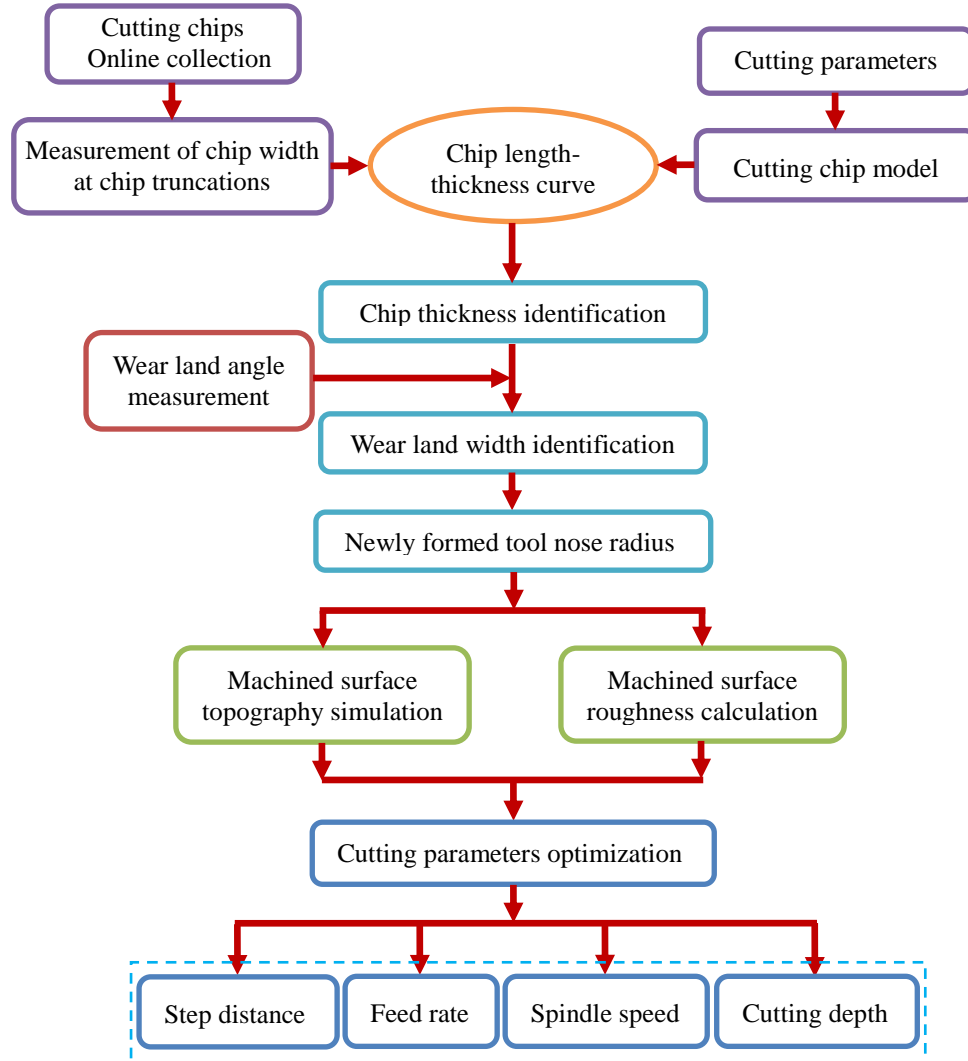 Cutting chips
Online collection
Cutting parameters
Measurement of chip width
at chip truncations
Chip length-
thickness curve
Cutting chip model
Chip thickness identification
Wear land angle
measurement
Wear land width identification
Newly formed tool nose radius
Machined surface
topography simulation
Machined surface
roughness calculation
Cutting parameters optimization
Step distance
Feed rate
Spindle speed
Cutting depth